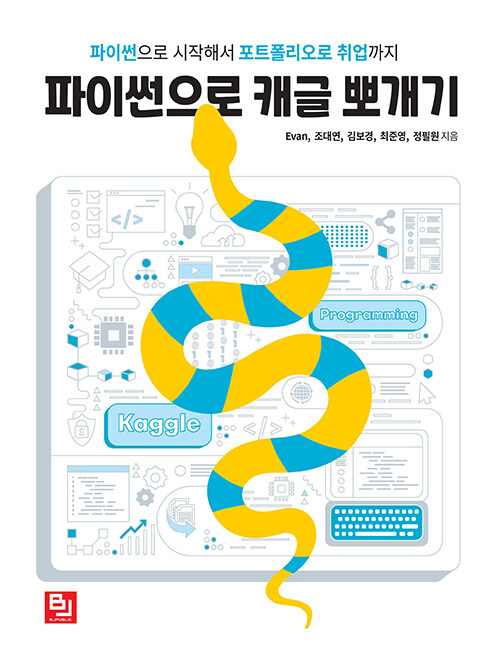 파이썬으로 시작해서 포트폴리오로 취업까지
파이썬으로 캐글 뽀개기
Evan, 조대연, 김보경, 최준영, 정필원 지음
</>
Programming
Kaggle
</>
BJ
BJPUBLIC